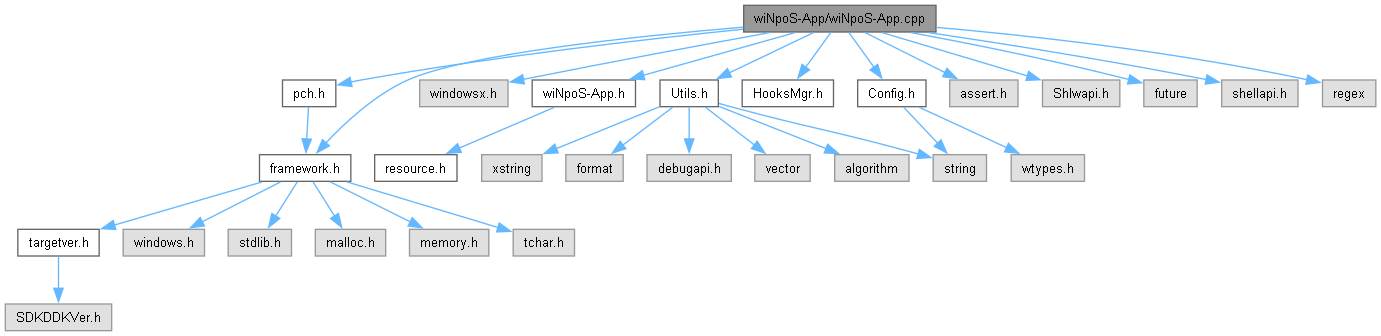 wiNpoS-App/wiNpoS-App.cpp
pch.h
windowsx.h
wiNpoS-App.h
Utils.h
HooksMgr.h
Config.h
assert.h
Shlwapi.h
future
shellapi.h
regex
framework.h
resource.h
xstring
format
debugapi.h
vector
algorithm
string
wtypes.h
targetver.h
windows.h
stdlib.h
malloc.h
memory.h
tchar.h
SDKDDKVer.h